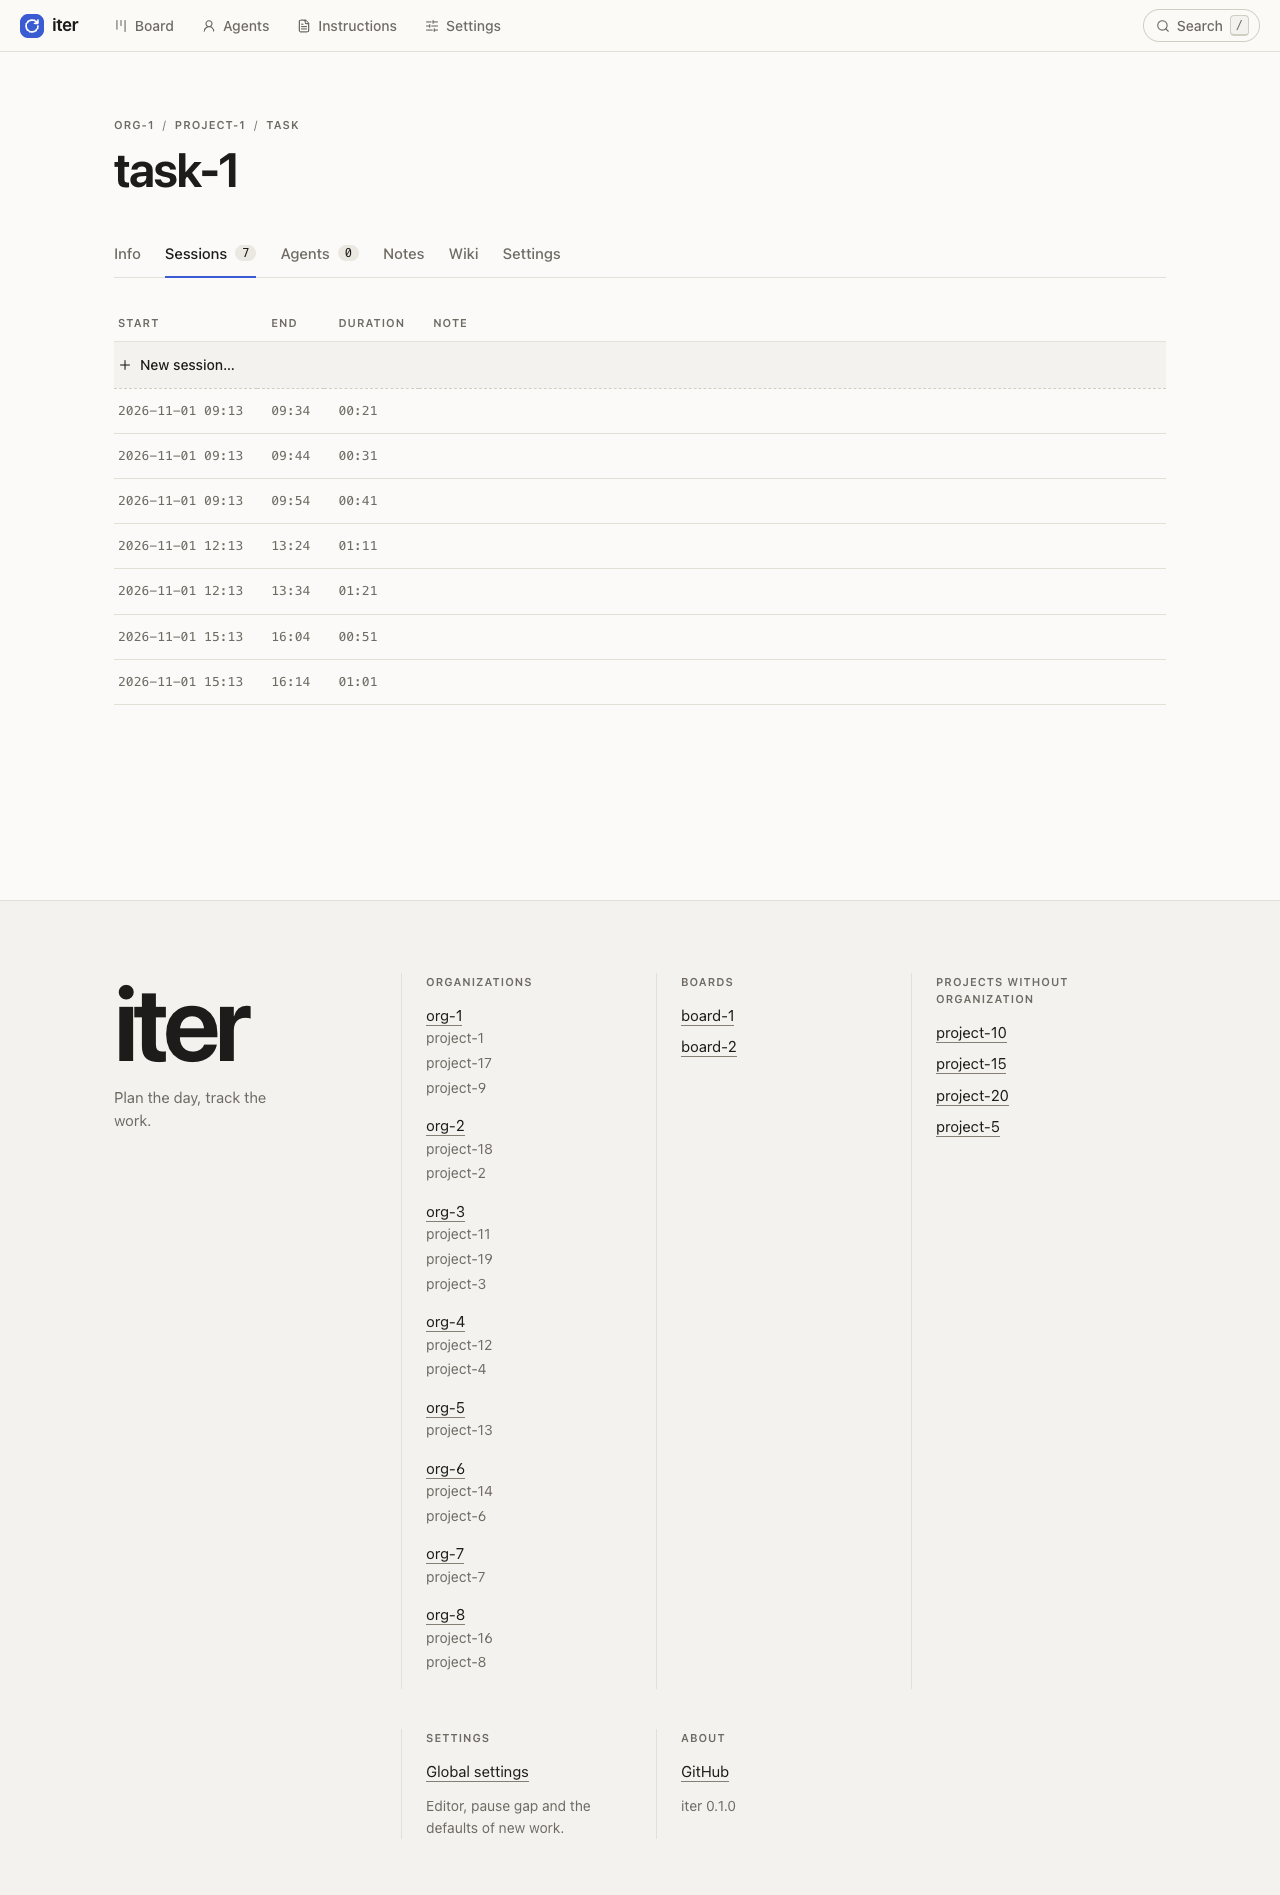 iter
Board
Agents
Instructions
Settings
Search /
ORG-1 / PROJECT-1 / TASK
task-1
Info
Sessions 7
Agents 0
Notes
Wiki
Settings
START END DURATION NOTE
New session...
2026-11-01 09:13 09:34 00:21
2026-11-01 09:13 09:44 00:31
2026-11-01 09:13 09:54 00:41
2026-11-01 12:13 13:24 01:11
2026-11-01 12:13 13:34 01:21
2026-11-01 15:13 16:04 00:51
2026-11-01 15:13 16:14 01:01
iter
Plan the day, track the
work.
ORGANIZATIONS
org-1
project-1
project-17
project-9
org-2
project-18
project-2
org-3
project-11
project-19
project-3
org-4
project-12
project-4
org-5
project-13
org-6
project-14
project-6
org-7
project-7
org-8
project-16
project-8
BOARDS
board-1
board-2
PROJECTS WITHOUT
ORGANIZATION
project-10
project-15
project-20
project-5
SETTINGS
Global settings
Editor, pause gap and the
defaults of new work.
ABOUT
GitHub
iter 0.1.0